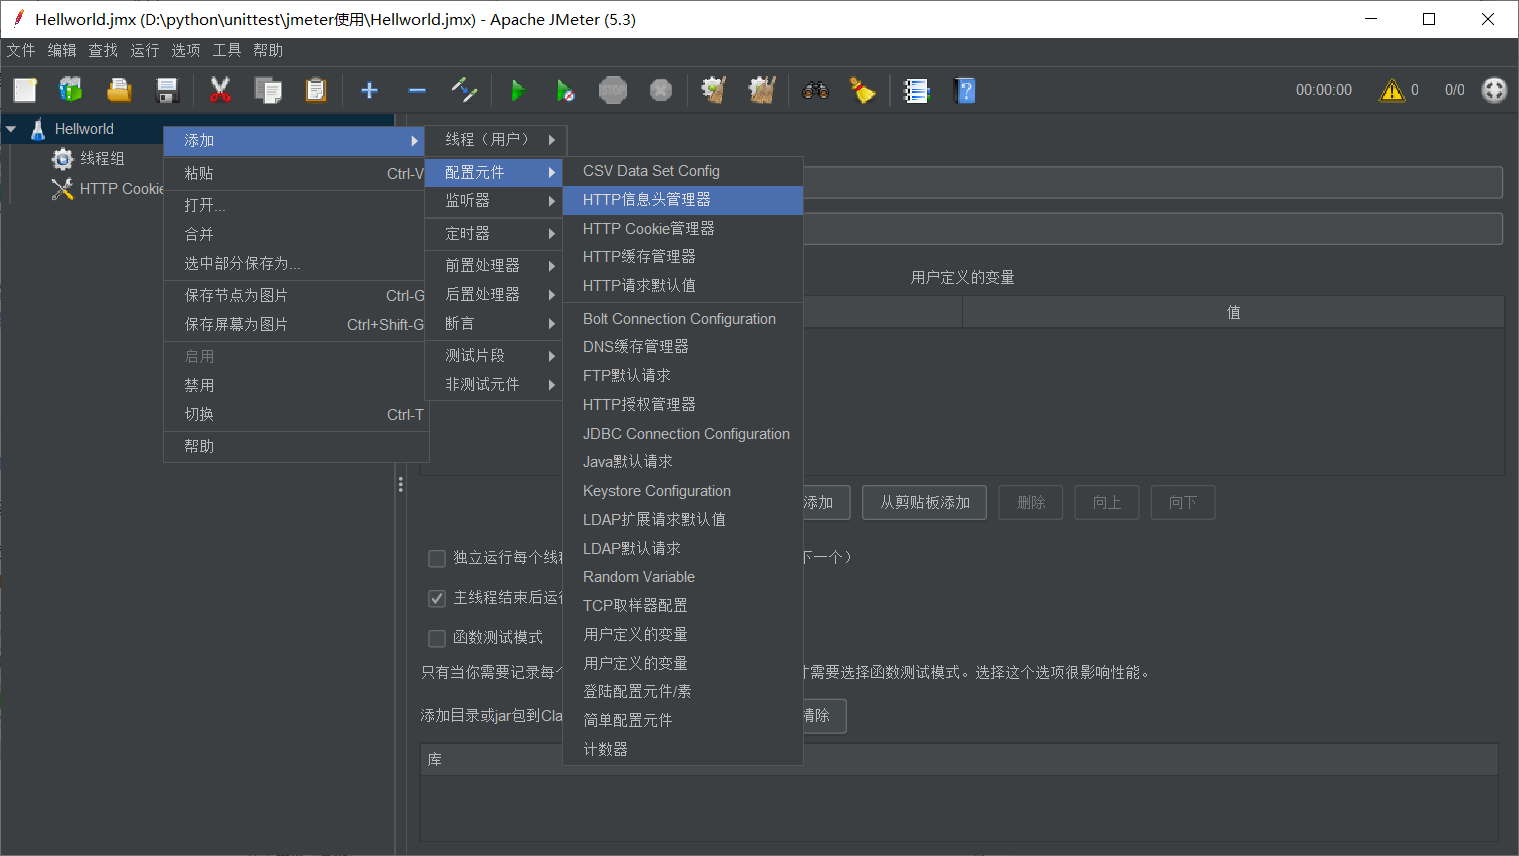 Hellworld.jmx (D:\python\unittest\jmeter使用\Hellworld.jmx) - Apache JMeter (5.3)
文件 编辑 查找 运行 选项 工具 帮助
STOP
00:00:00 0 0/0
Hellworld
线程组
HTTP Cookie
添加
粘贴 Ctrl-V
打开...
合并
选中部分保存为...
保存节点为图片 Ctrl-G
保存屏幕为图片 Ctrl+Shift-G
启用
禁用
切换 Ctrl-T
帮助
线程（用户）
配置元件
监听器
定时器
前置处理器
后置处理器
断言
测试片段
非测试元件
CSV Data Set Config
HTTP信息头管理器
HTTP Cookie管理器
HTTP缓存管理器
HTTP请求默认值
Bolt Connection Configuration
DNS缓存管理器
FTP默认请求
HTTP授权管理器
JDBC Connection Configuration
Java默认请求
Keystore Configuration
LDAP扩展请求默认值
LDAP默认请求
Random Variable
TCP取样器配置
用户定义的变量
用户定义的变量
登陆配置元件/素
简单配置元件
计数器
用户定义的变量
值
添加 从剪贴板添加 删除 向上 向下
独立运行每个线 下一个）
主线程结束后运行
函数测试模式
只有当你需要记录每个 需要选择函数测试模式。选择这个选项很影响性能。
添加目录或jar包到Cla 清除
库